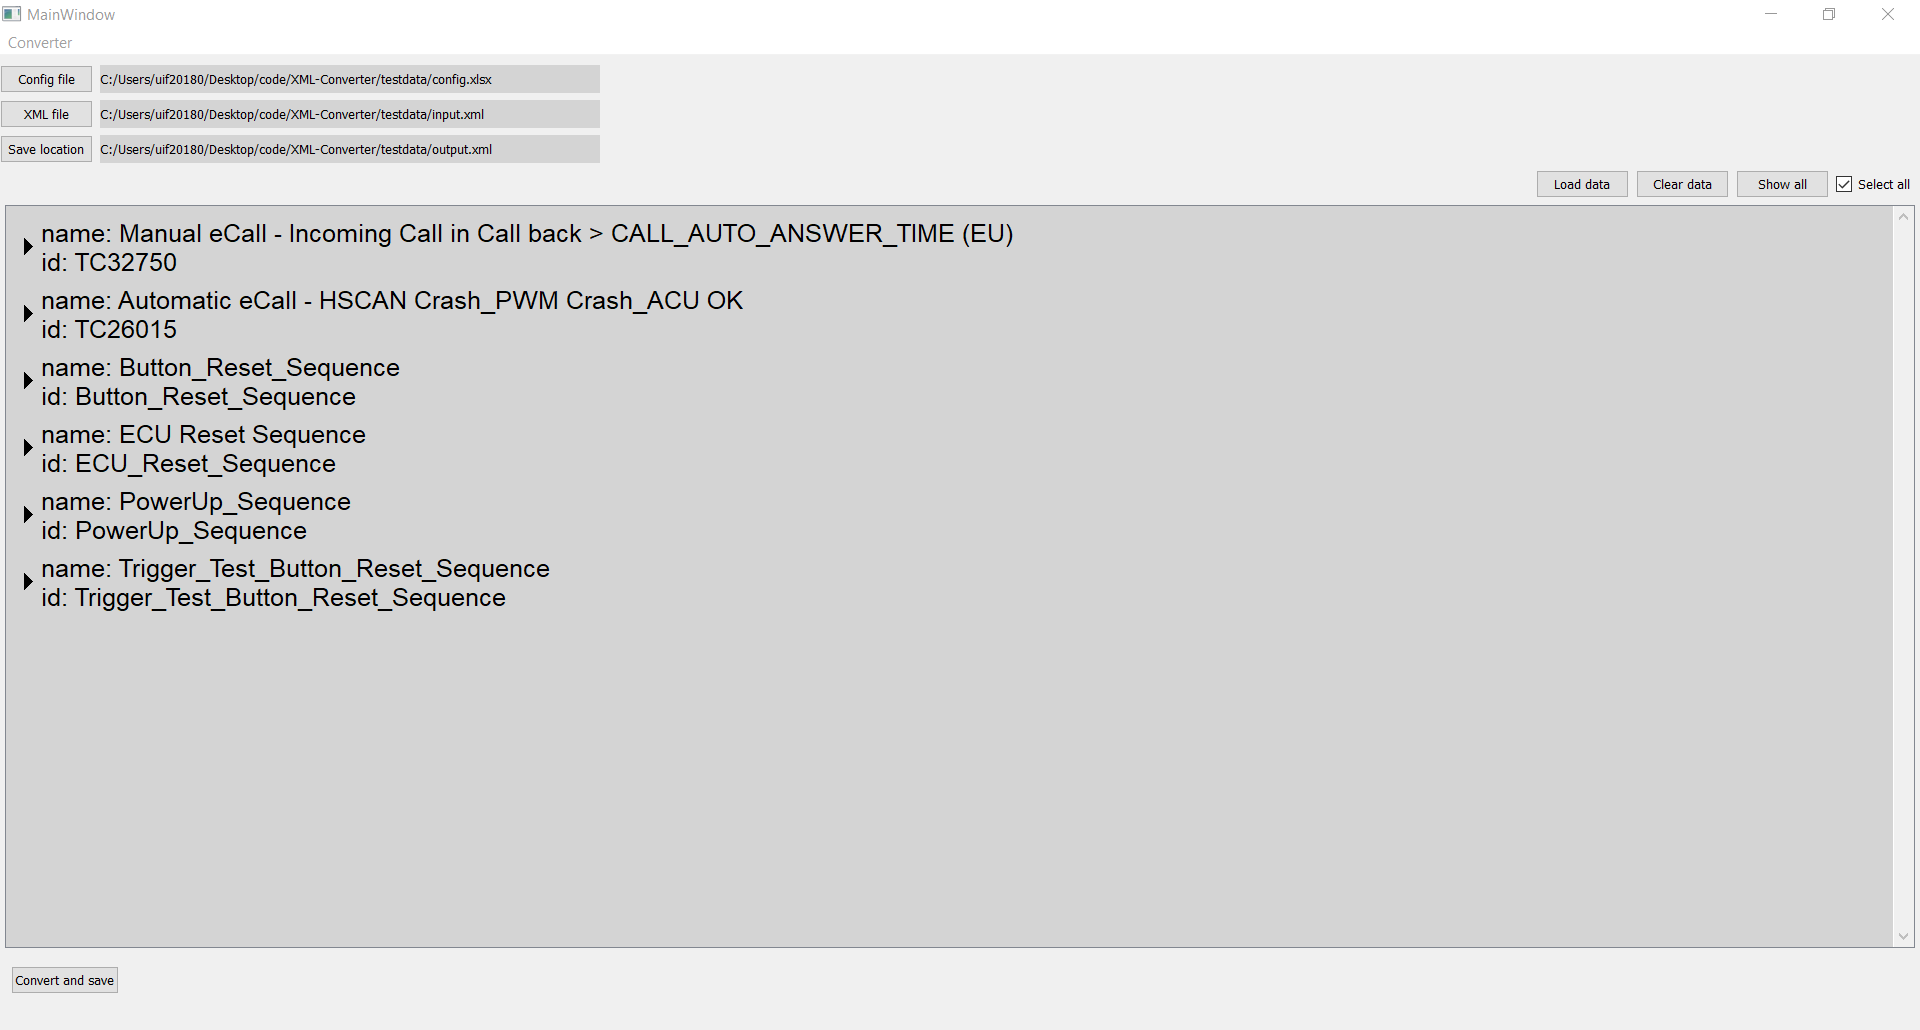 MainWindow
Converter
Config file C:/Users/uif20180/Desktop/code/XML-Converter/testdata/config.xlsx
XML file C:/Users/uif20180/Desktop/code/XML-Converter/testdata/input.xml
Save location C:/Users/uif20180/Desktop/code/XML-Converter/testdata/output.xml
Load data Clear data Show all Select all
name: Manual eCall - Incoming Call in Call back > CALL_AUTO_ANSWER_TIME (EU)
id: TC32750
name: Automatic eCall - HSCAN Crash_PWM Crash_ACU OK
id: TC26015
name: Button_Reset_Sequence
id: Button_Reset_Sequence
name: ECU Reset Sequence
id: ECU_Reset_Sequence
name: PowerUp_Sequence
id: PowerUp_Sequence
name: Trigger_Test_Button_Reset_Sequence
id: Trigger_Test_Button_Reset_Sequence
Convert and save